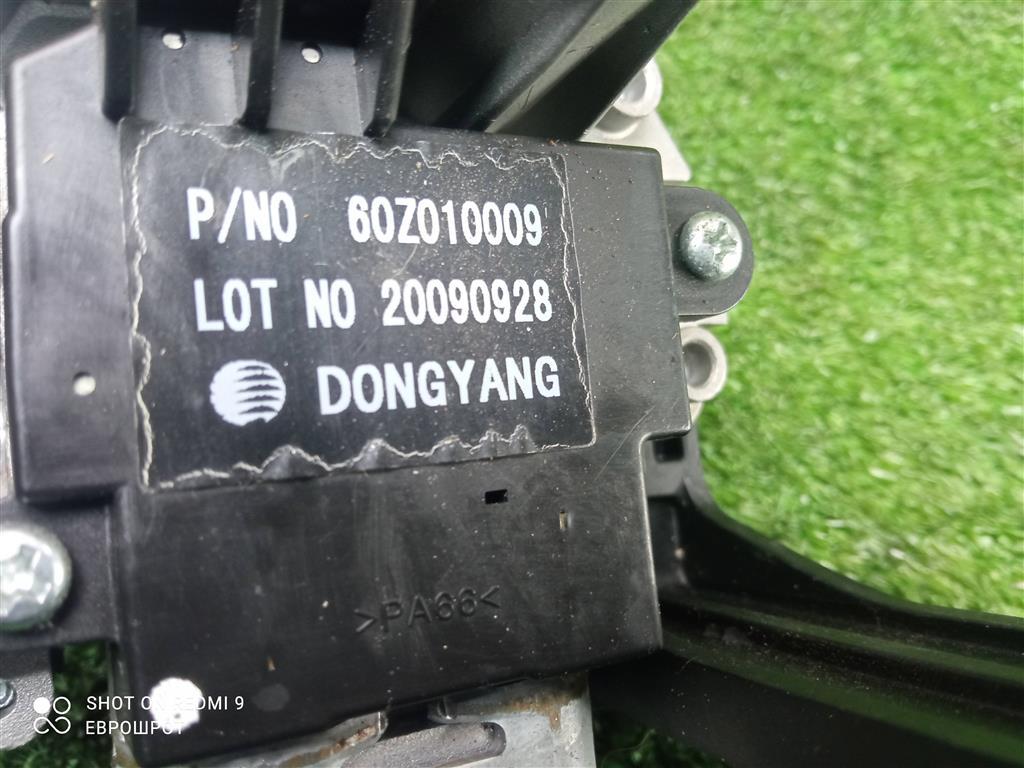 P/NO 60Z010009
LOT NO 20090928
DONGYANG
>PA66<
SHOT ON REDMI 9
ЕВРОШРОТ